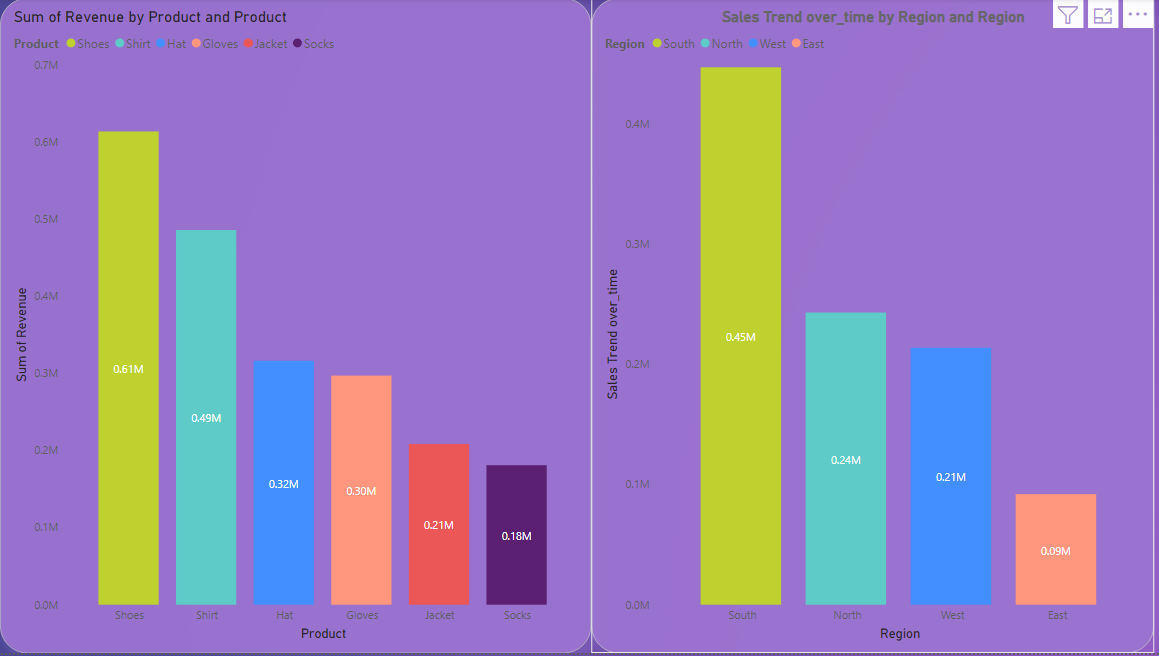 Sum of Revenue by Product and Product
Product Shoes Shirt Hat Gloves Jacket Socks
0.7M
0.6M
0.5M
0.4M
0.3M
0.2M
0.1M
0.0M
Sum of Revenue
0.61M
0.49M
0.32M
0.30M
0.21M
0.18M
Shoes Shirt Hat Gloves Jacket Socks
Product
Sales Trend over_time by Region and Region
Region South North West East
0.4M
0.3M
0.2M
0.1M
0.0M
Sales Trend over_time
0.45M
0.24M
0.21M
0.09M
South North West East
Region